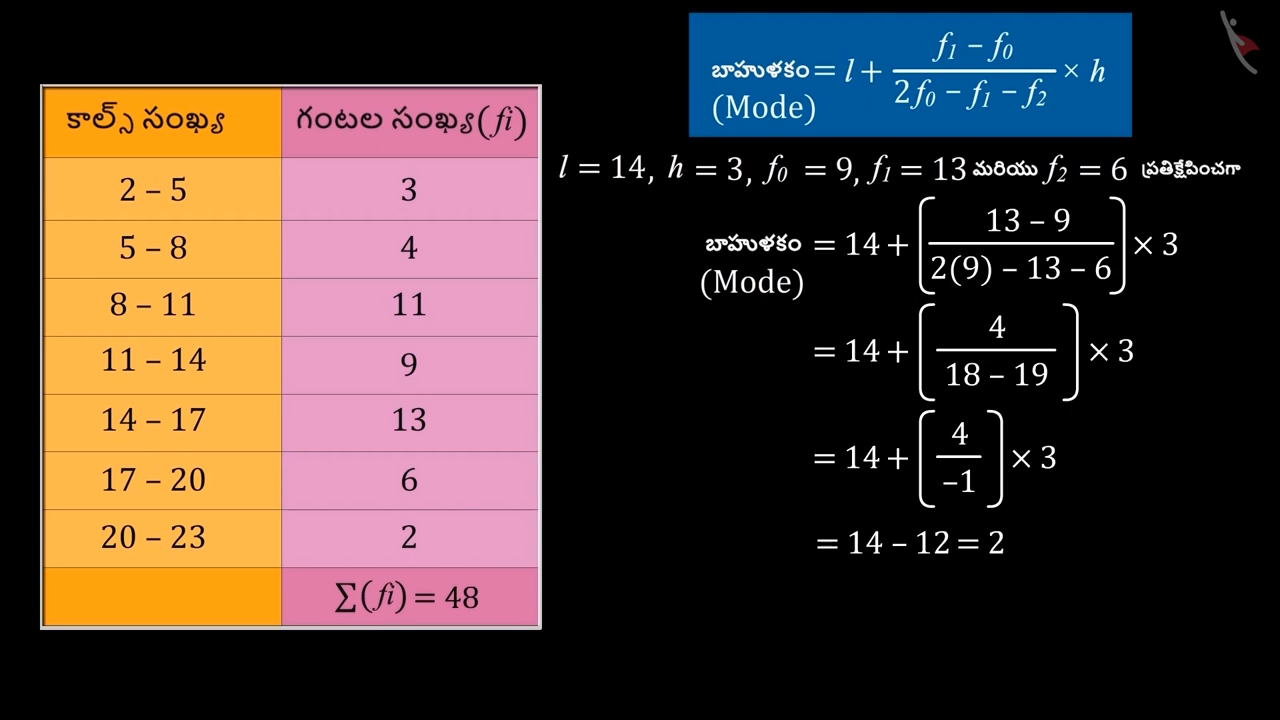 కాల్స్ సంఖ్య గంటల సంఖ్య(fi)
2 – 5 3
5 – 8 4
8 – 11 11
11 – 14 9
14 – 17 13
17 – 20 6
20 – 23 2
∑(fi) = 48
బాహుళకం (Mode) = l + (f₁ – f₀)/(2f₀ – f₁ – f₂) × h
l = 14, h = 3, f₀ = 9, f₁ = 13 మరియు f₂ = 6 ప్రతిక్షేపించగా
బాహుళకం (Mode) = 14 + [(13 – 9)/(2(9) – 13 – 6)] × 3
= 14 + [4/(18 – 19)] × 3
= 14 + [4/–1] × 3
= 14 – 12 = 2